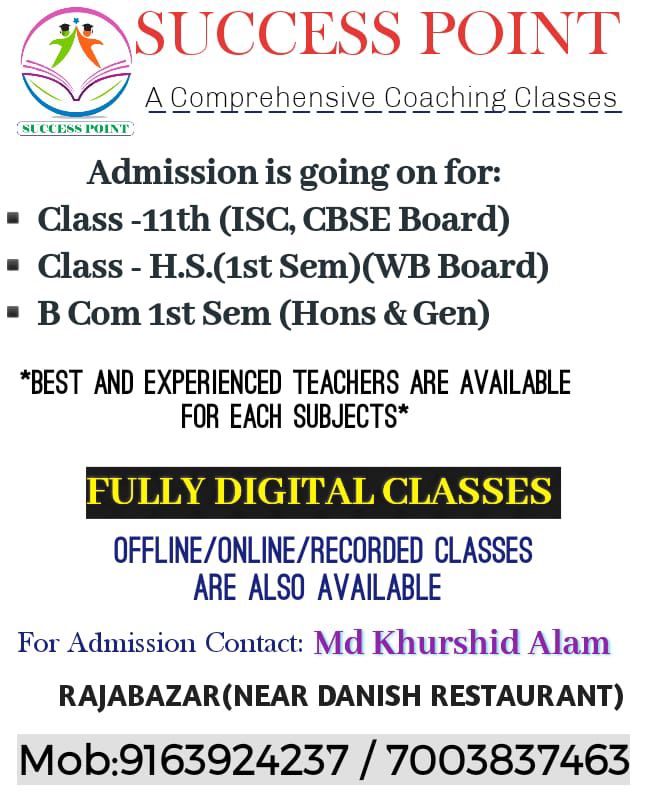 SUCCESS POINT
A Comprehensive Coaching Classes
SUCCESS POINT
Admission is going on for:
▪ Class -11th (ISC, CBSE Board)
▪ Class - H.S.(1st Sem)(WB Board)
▪ B Com 1st Sem (Hons & Gen)
*BEST AND EXPERIENCED TEACHERS ARE AVAILABLE
FOR EACH SUBJECTS*
FULLY DIGITAL CLASSES
OFFLINE/ONLINE/RECORDED CLASSES
ARE ALSO AVAILABLE
For Admission Contact: Md Khurshid Alam
RAJABAZAR(NEAR DANISH RESTAURANT)
Mob:9163924237 / 7003837463